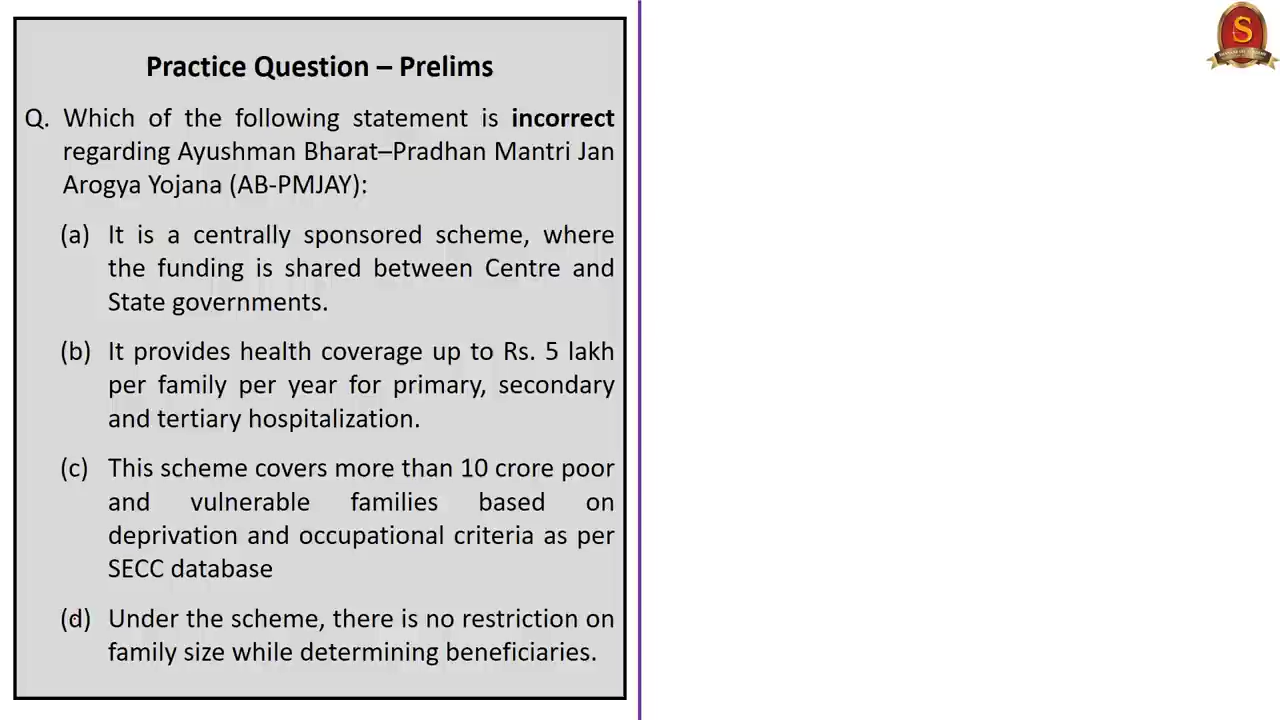 Practice Question – Prelims
Q. Which of the following statement is incorrect
regarding Ayushman Bharat–Pradhan Mantri Jan
Arogya Yojana (AB-PMJAY):
(a) It is a centrally sponsored scheme, where
the funding is shared between Centre and
State governments.
(b) It provides health coverage up to Rs. 5 lakh
per family per year for primary, secondary
and tertiary hospitalization.
(c) This scheme covers more than 10 crore poor
and vulnerable families based on
deprivation and occupational criteria as per
SECC database
(d) Under the scheme, there is no restriction on
family size while determining beneficiaries.
S